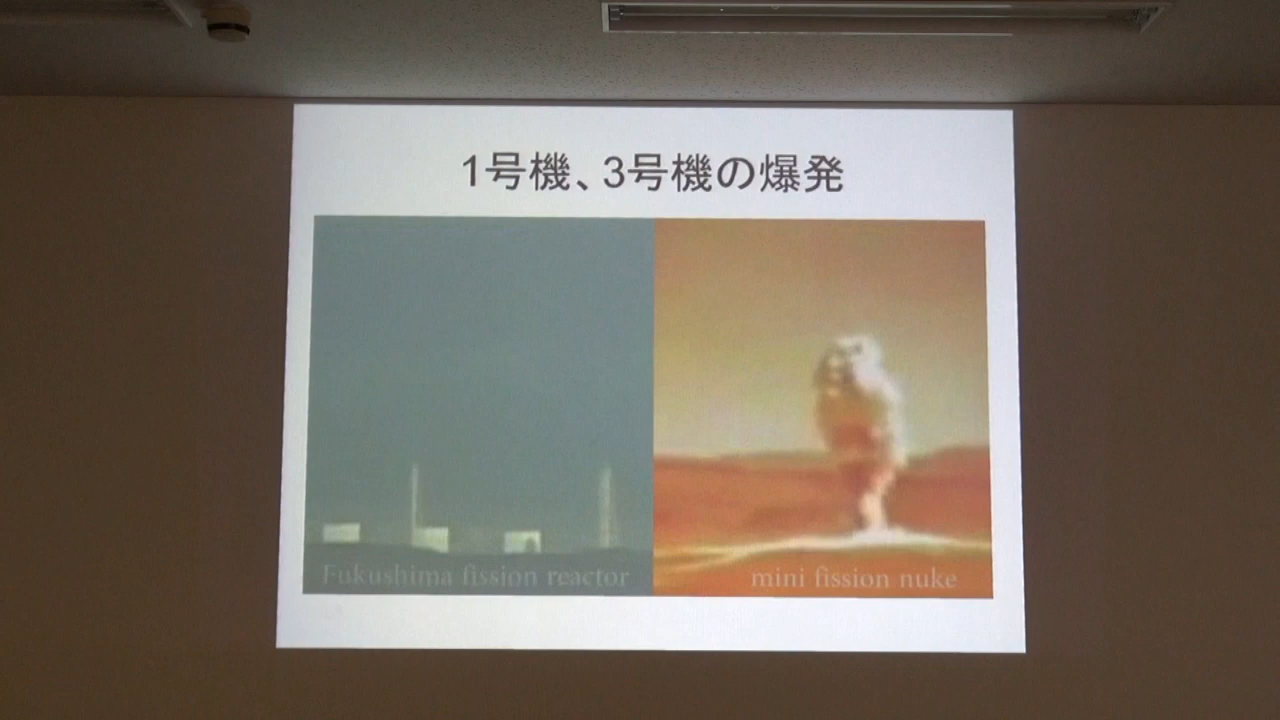 1号機、3号機の爆発
Fukushima fission reactor
mini fission nuke